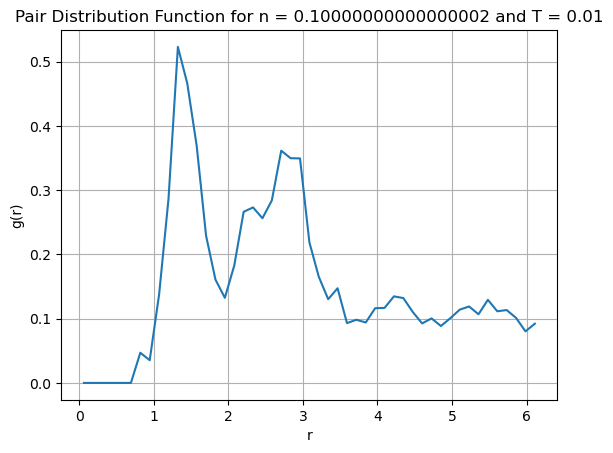 Pair Distribution Function for n = 0.10000000000000002 and T = 0.01
g(r)
0.5
0.4
0.3
0.2
0.1
0.0
0 1 2 3 4 5 6
r